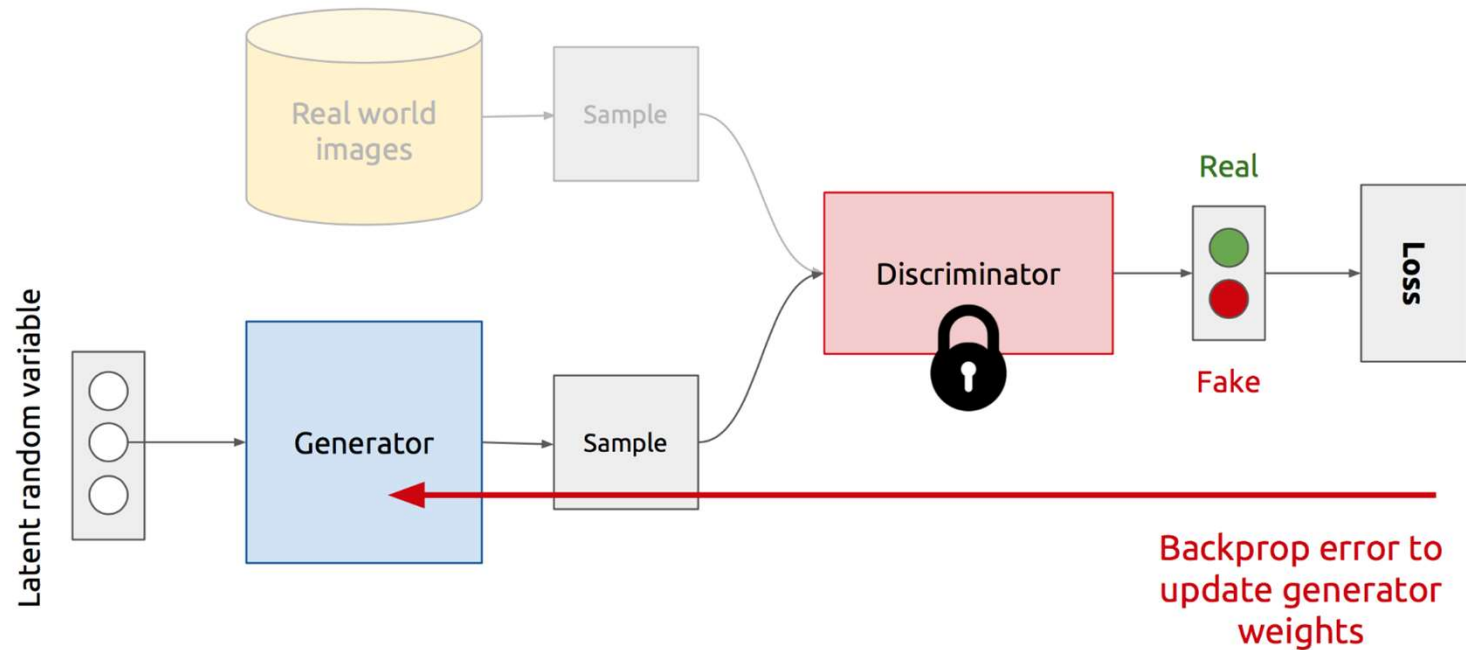 Real world
images
Sample
Real
Discriminator
Loss
Fake
Latent random variable
Generator
Sample
Backprop error to
update generator
weights